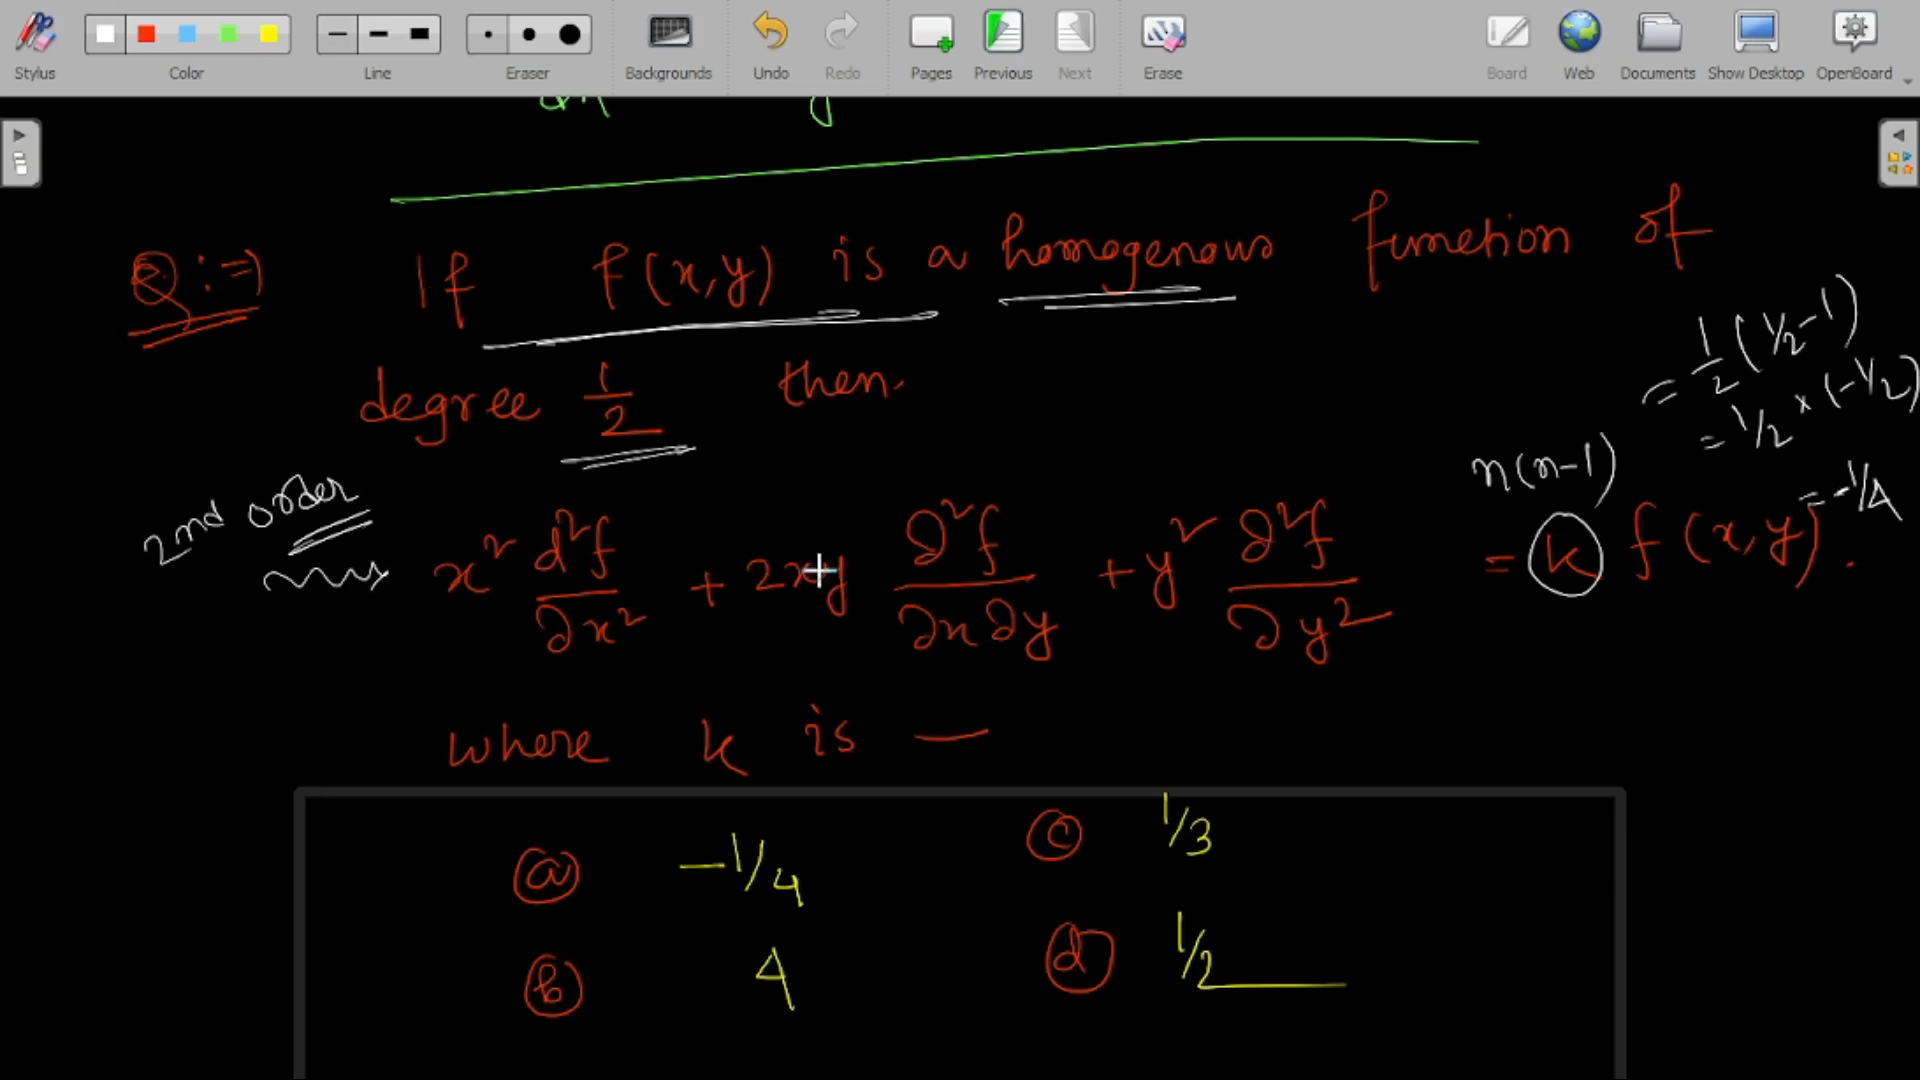 Stylus Color Line Eraser Backgrounds Undo Redo Pages Previous Next Erase Board Web Documents Show Desktop OpenBoard
Q:⇒ If f(x,y) is a homogenous function of
degree 1/2 then.
= 1/2 (1/2-1)
= 1/2 × (-1/2)
= -1/4
2nd order
n(n-1)
x² d²f/∂x² + 2xy ∂²f/∂x∂y + y² ∂²f/∂y² = k f(x,y).
where k is —
(a) -1/4 (c) 1/3
(b) 4 (d) 1/2